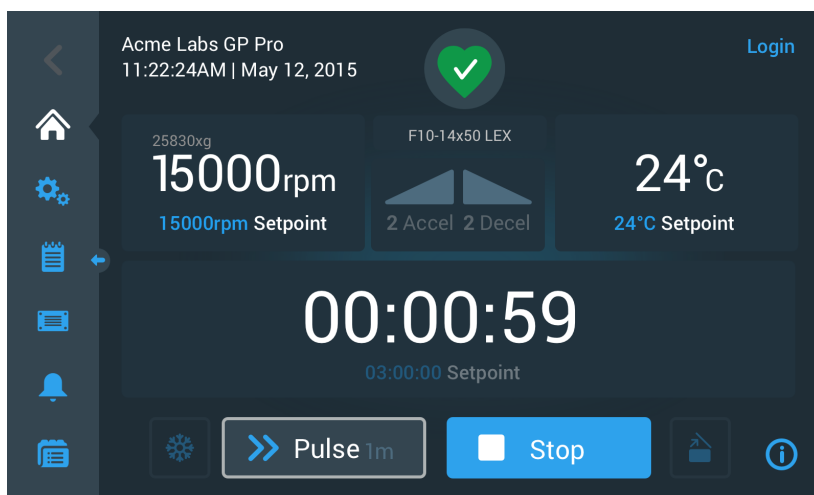 Acme Labs GP Pro
Login
11:22:24AM | May 12, 2015
25830xg
15000rpm
15000rpm Setpoint
F10-14x50 LEX
2 Accel 2 Decel
24°C
24°C Setpoint
00:00:59
03:00:00 Setpoint
Pulse 1m
Stop